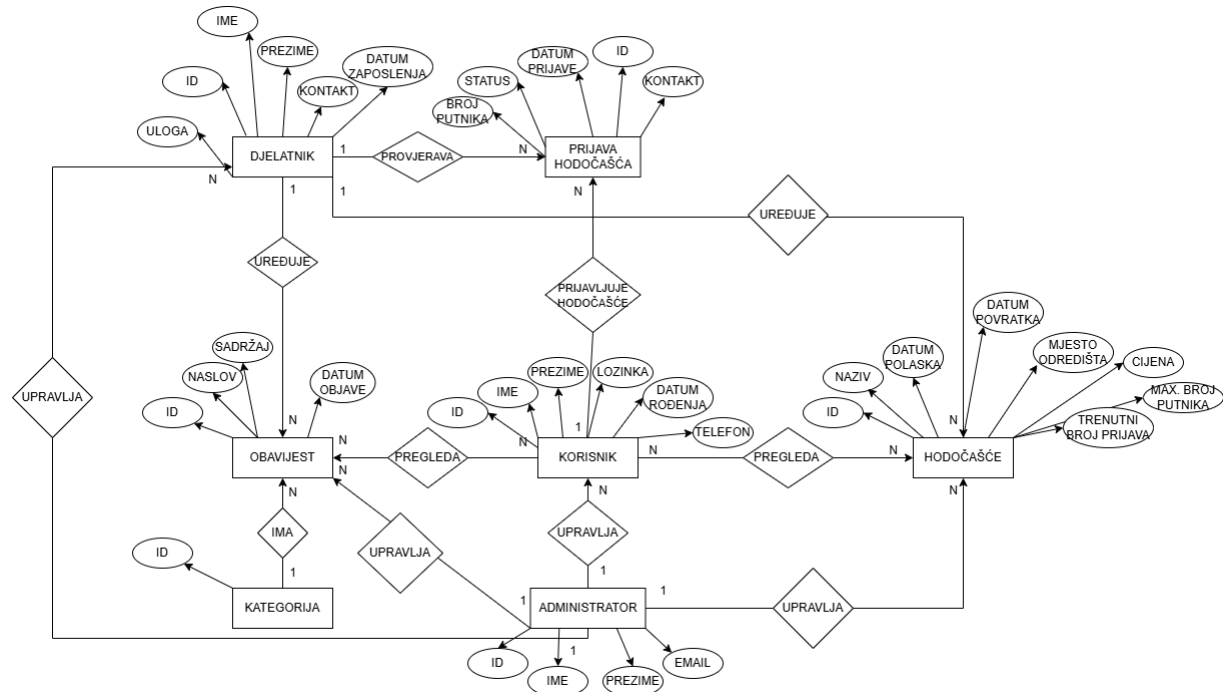 IME
PREZIME
DATUM
ZAPOSLENJA
ID
KONTAKT
ULOGA
DJELATNIK
STATUS
DATUM
PRIJAVE
ID
KONTAKT
BROJ
PUTNIKA
PRIJAVA
HODOČAŠĆA
1
PROVJERAVA
N
N
1
1
N
UREĐUJE
UREĐUJE
PRIJAVLJUJE
HODOČAŠĆE
UPRAVLJA
SADRŽAJ
NASLOV
DATUM
OBJAVE
ID
N
N
OBAVIJEST
N
N
PREGLEDA
N
IME
PREZIME
LOZINKA
DATUM
ROĐENJA
ID
TELEFON
1
KORISNIK
N
N
PREGLEDA
N
NAZIV
DATUM
POLASKA
DATUM
POVRATKA
MJESTO
ODREDIŠTA
CIJENA
MAX. BROJ
PUTNIKA
ID
TRENUTNI
BROJ PRIJAVA
N
HODOČAŠĆE
N
IMA
1
ID
KATEGORIJA
UPRAVLJA
1
UPRAVLJA
1
ADMINISTRATOR
1
UPRAVLJA
1
ID
IME
PREZIME
EMAIL